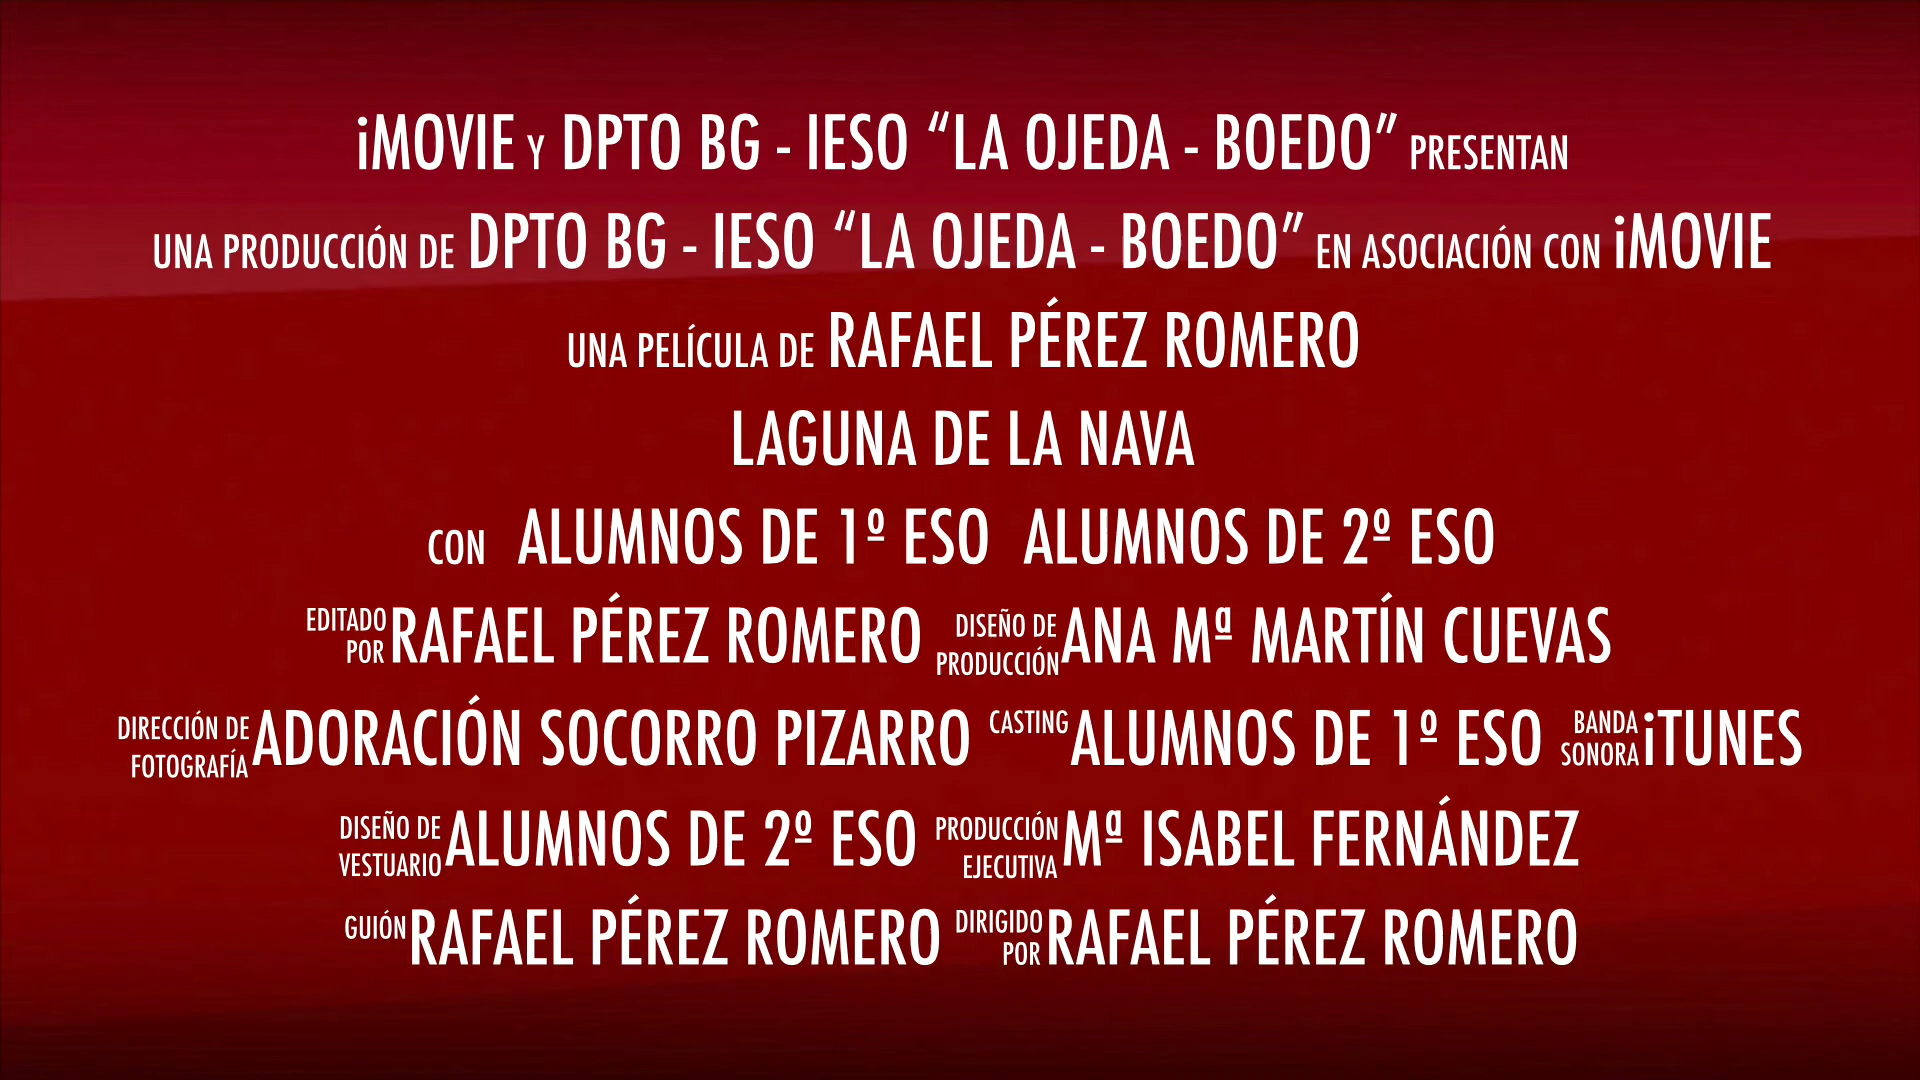 iMOVIE Y DPTO BG - IESO “LA OJEDA - BOEDO” PRESENTAN
UNA PRODUCCIÓN DE DPTO BG - IESO “LA OJEDA - BOEDO” EN ASOCIACIÓN CON iMOVIE
UNA PELÍCULA DE RAFAEL PÉREZ ROMERO
LAGUNA DE LA NAVA
CON ALUMNOS DE 1º ESO ALUMNOS DE 2º ESO
EDITADO POR RAFAEL PÉREZ ROMERO DISEÑO DE PRODUCCIÓN ANA Mª MARTÍN CUEVAS
DIRECCIÓN DE FOTOGRAFÍA ADORACIÓN SOCORRO PIZARRO CASTING ALUMNOS DE 1º ESO BANDA SONORA iTUNES
DISEÑO DE VESTUARIO ALUMNOS DE 2º ESO PRODUCCIÓN EJECUTIVA Mª ISABEL FERNÁNDEZ
GUIÓN RAFAEL PÉREZ ROMERO DIRIGIDO POR RAFAEL PÉREZ ROMERO